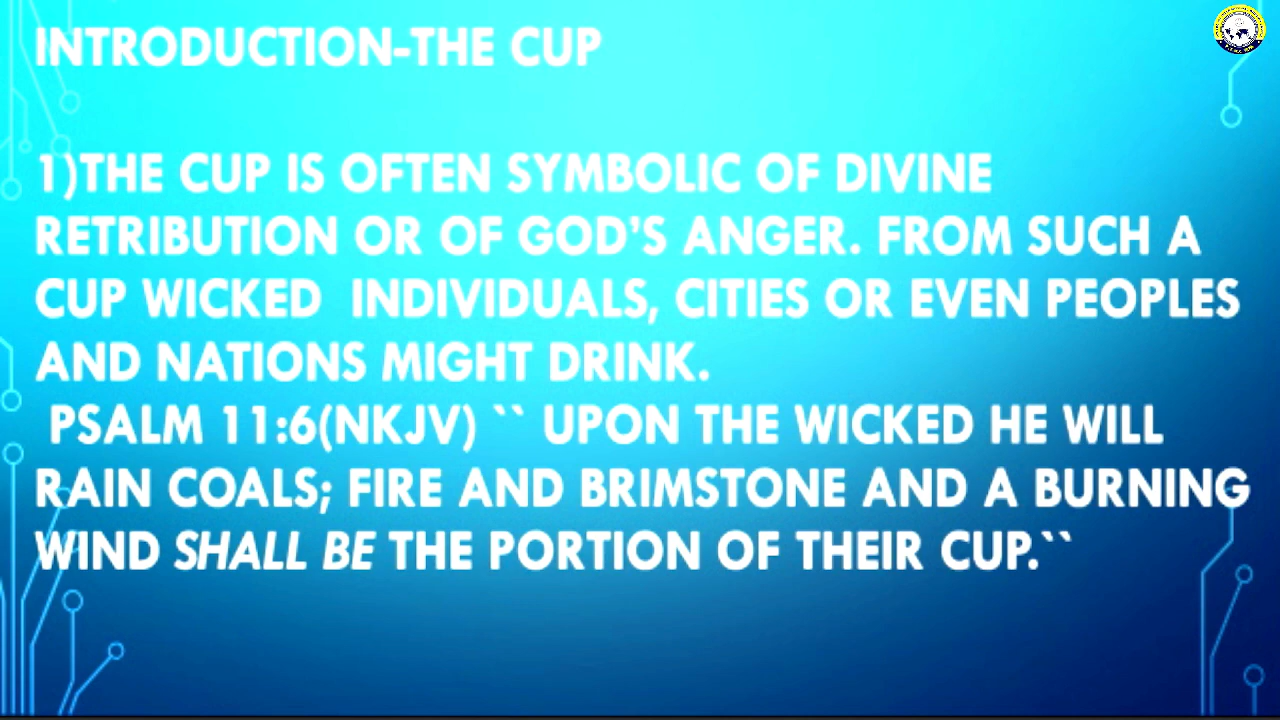 INTRODUCTION-THE CUP
1)THE CUP IS OFTEN SYMBOLIC OF DIVINE
RETRIBUTION OR OF GOD'S ANGER. FROM SUCH A
CUP WICKED  INDIVIDUALS, CITIES OR EVEN PEOPLES
AND NATIONS MIGHT DRINK.
PSALM 11:6(NKJV) `` UPON THE WICKED HE WILL
RAIN COALS; FIRE AND BRIMSTONE AND A BURNING
WIND SHALL BE THE PORTION OF THEIR CUP.``